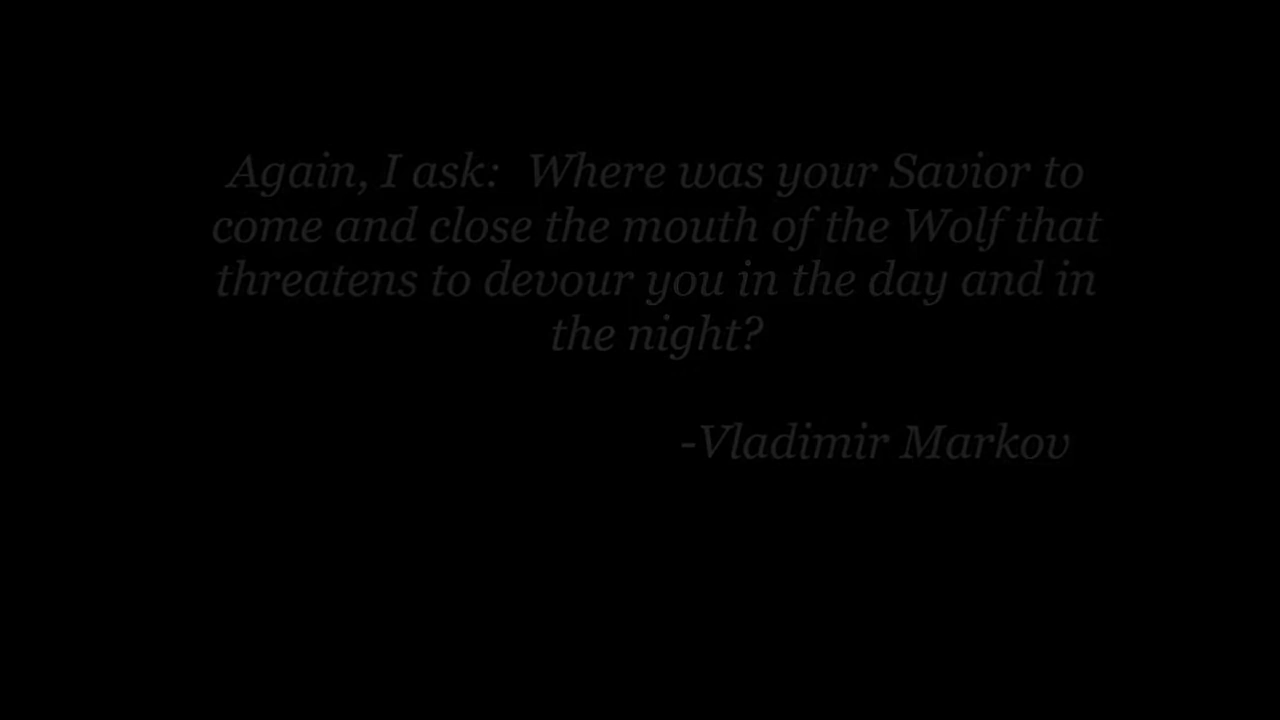 Again, I ask:  Where was your Savior to
come and close the mouth of the Wolf that
threatens to devour you in the day and in
the night?
-Vladimir Markov